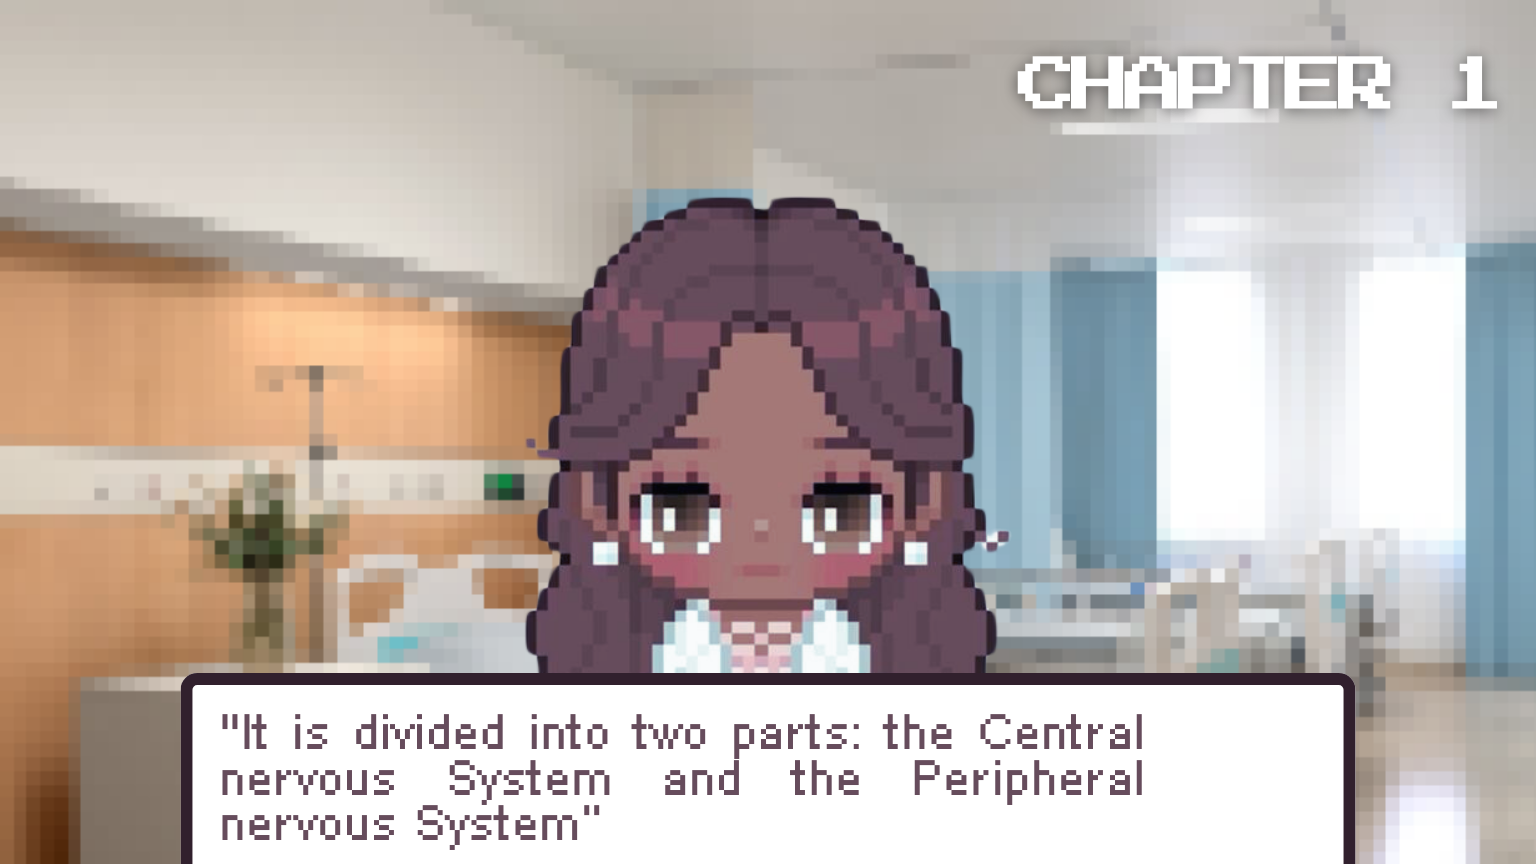 CHAPTER 1
"It is divided into two parts: the Central
nervous System and the Peripheral
nervous System"